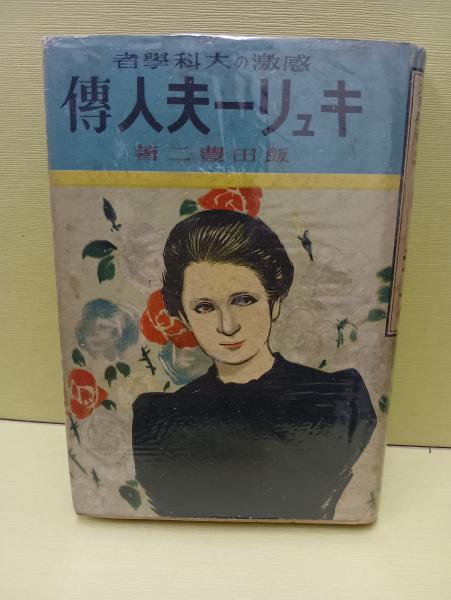 感激の大科學者
キュリー夫人傳
飯田豊二著